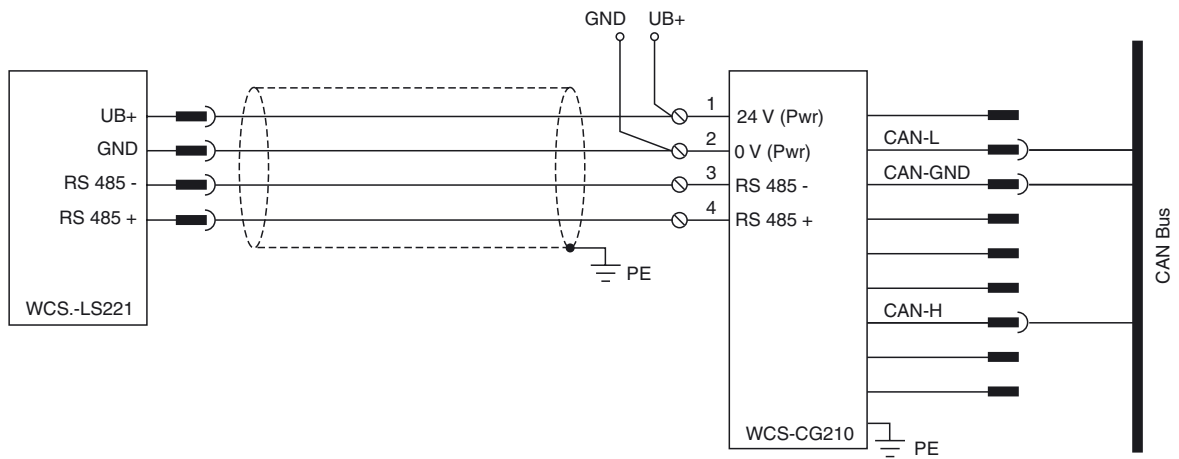 GND UB+
UB+
GND
RS 485 -
RS 485 +
WCS.-LS221
PE
1
2
3
4
24 V (Pwr)
0 V (Pwr)
RS 485 -
RS 485 +
WCS-CG210
CAN-L
CAN-GND
CAN-H
PE
CAN Bus